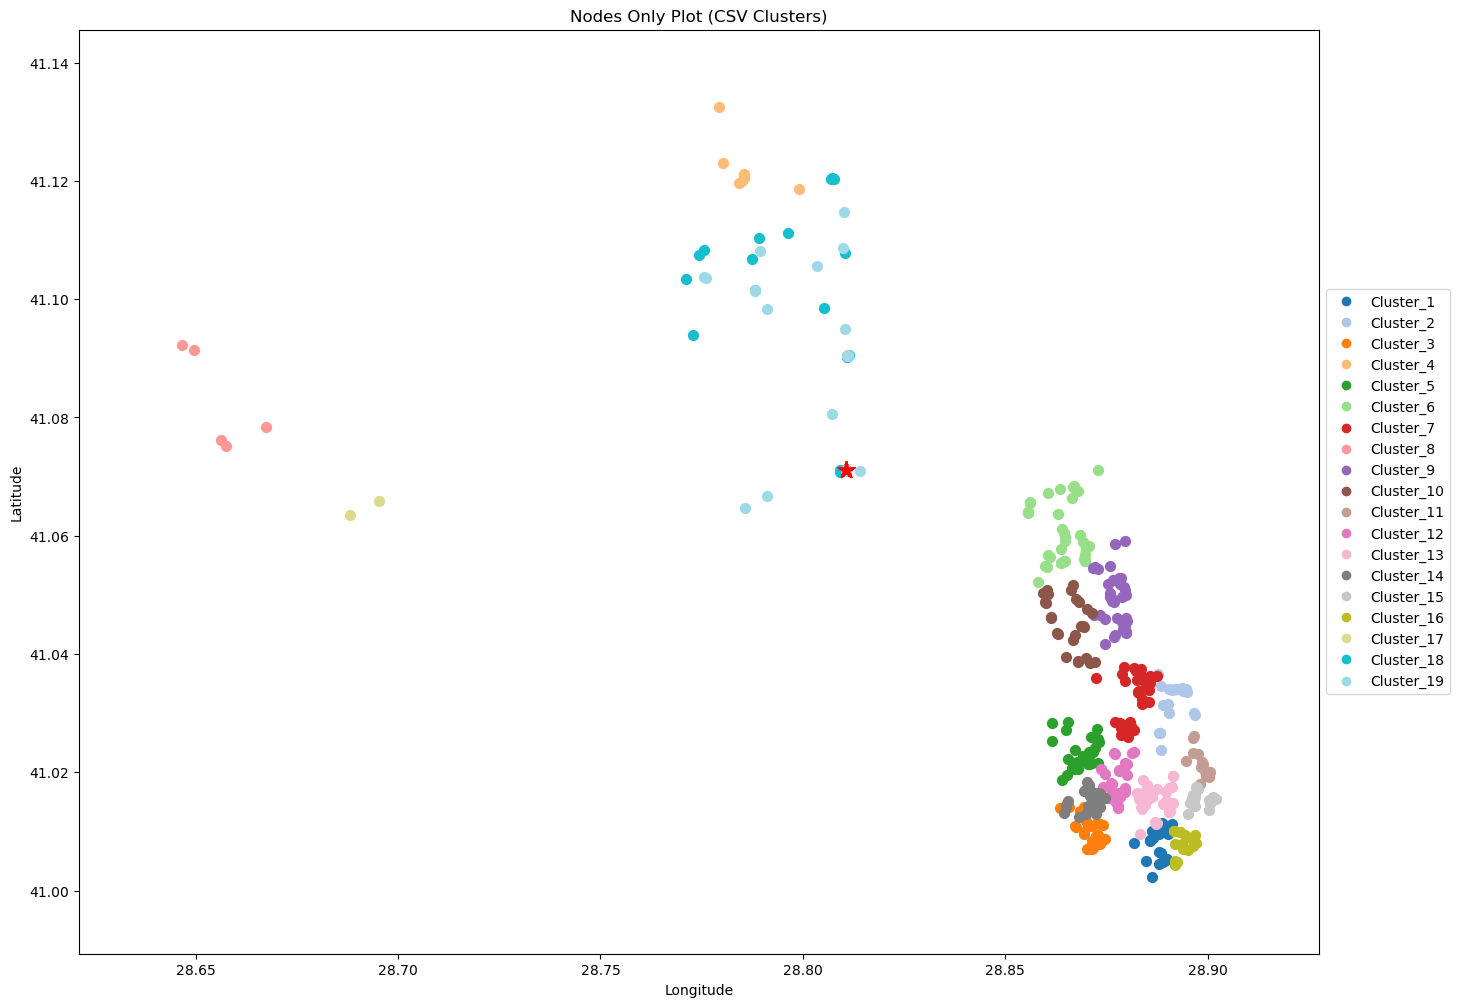 Nodes Only Plot (CSV Clusters)
41.14
41.12
41.10
41.08
41.06
41.04
41.02
41.00
Latitude
28.65
28.70
28.75
28.80
28.85
28.90
Longitude
Cluster_1
Cluster_2
Cluster_3
Cluster_4
Cluster_5
Cluster_6
Cluster_7
Cluster_8
Cluster_9
Cluster_10
Cluster_11
Cluster_12
Cluster_13
Cluster_14
Cluster_15
Cluster_16
Cluster_17
Cluster_18
Cluster_19